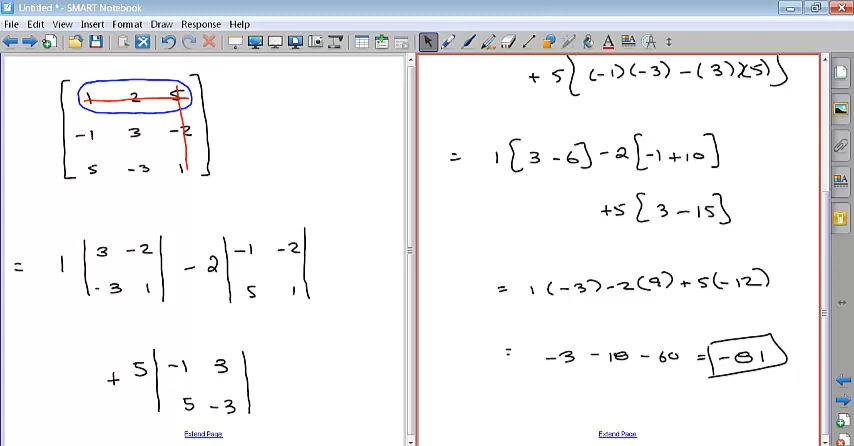 Untitled * - SMART Notebook
File Edit View Insert Format Draw Response Help
1 2 5
-1 3 -2
5 -3 1
= 1 | 3 -2 | - 2 | -1 -2 |
| -3 1 | | 5 1 |
+ 5 | -1 3 |
| 5 -3 |
Extend Page
+ 5 [ (-1)(-3) - (3)(5) ]
= 1 [ 3 - 6 ] - 2 [ -1 + 10 ]
+5 [ 3 - 15 ]
= 1 (-3) - 2 (9) + 5 (-12)
= -3 - 18 - 60 = -81
Extend Page